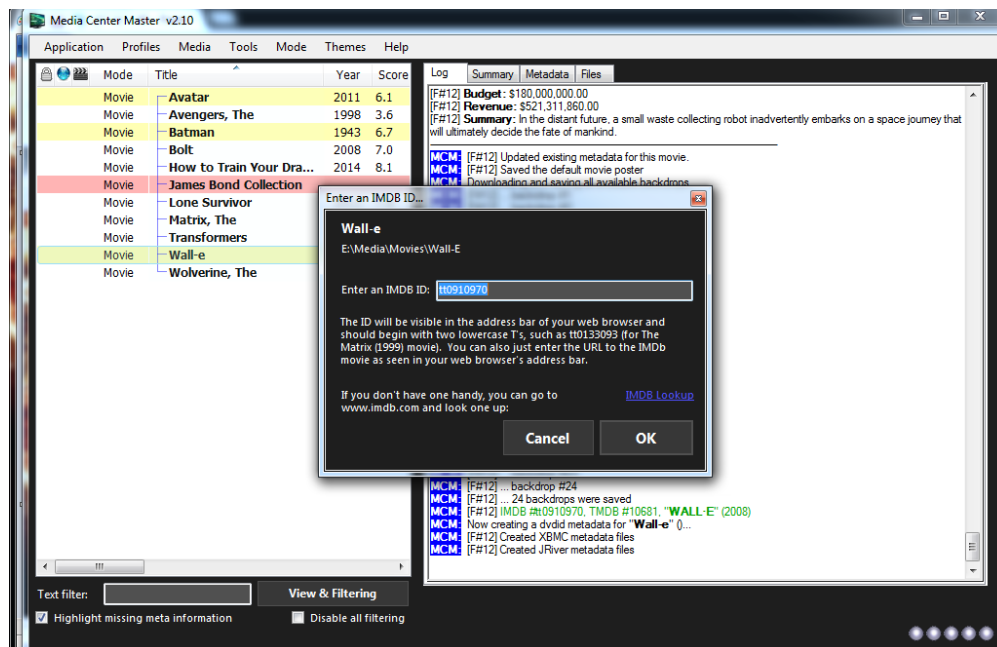 Media Center Master v2.10
Application Profiles Media Tools Mode Themes Help
Mode Title Year Score
Movie Avatar 2011 6.1
Movie Avengers, The 1998 3.6
Movie Batman 1943 6.7
Movie Bolt 2008 7.0
Movie How to Train Your Dra... 2014 8.1
Movie James Bond Collection
Movie Lone Survivor
Movie Matrix, The
Movie Transformers
Movie Wall-e
Movie Wolverine, The
Text filter:
View & Filtering
Highlight missing meta information
Disable all filtering
Log Summary Metadata Files
[F#12] Budget: $180,000,000.00
[F#12] Revenue: $521,311,860.00
[F#12] Summary: In the distant future, a small waste collecting robot inadvertently embarks on a space journey that
will ultimately decide the fate of mankind.
MCM: [F#12] Updated existing metadata for this movie.
MCM: [F#12] Saved the default movie poster
MCM: Downloading and saving all available backdrops
Enter an IMDB ID...
Wall-e
E:\Media\Movies\Wall-E
Enter an IMDB ID: tt0910970
The ID will be visible in the address bar of your web browser and
should begin with two lowercase T's, such as tt0133093 (for The
Matrix (1999) movie). You can also just enter the URL to the IMDb
movie as seen in your web browser's address bar.
If you don't have one handy, you can go to
www.imdb.com and look one up:
IMDB Lookup
Cancel OK
MCM: [F#12] ... backdrop #24
MCM: [F#12] ... 24 backdrops were saved
MCM: [F#12] IMDB #tt0910970, TMDB #10681, "WALL·E" (2008)
MCM: Now creating a dvdid metadata for "Wall-e" ()...
MCM: [F#12] Created XBMC metadata files
MCM: [F#12] Created JRiver metadata files